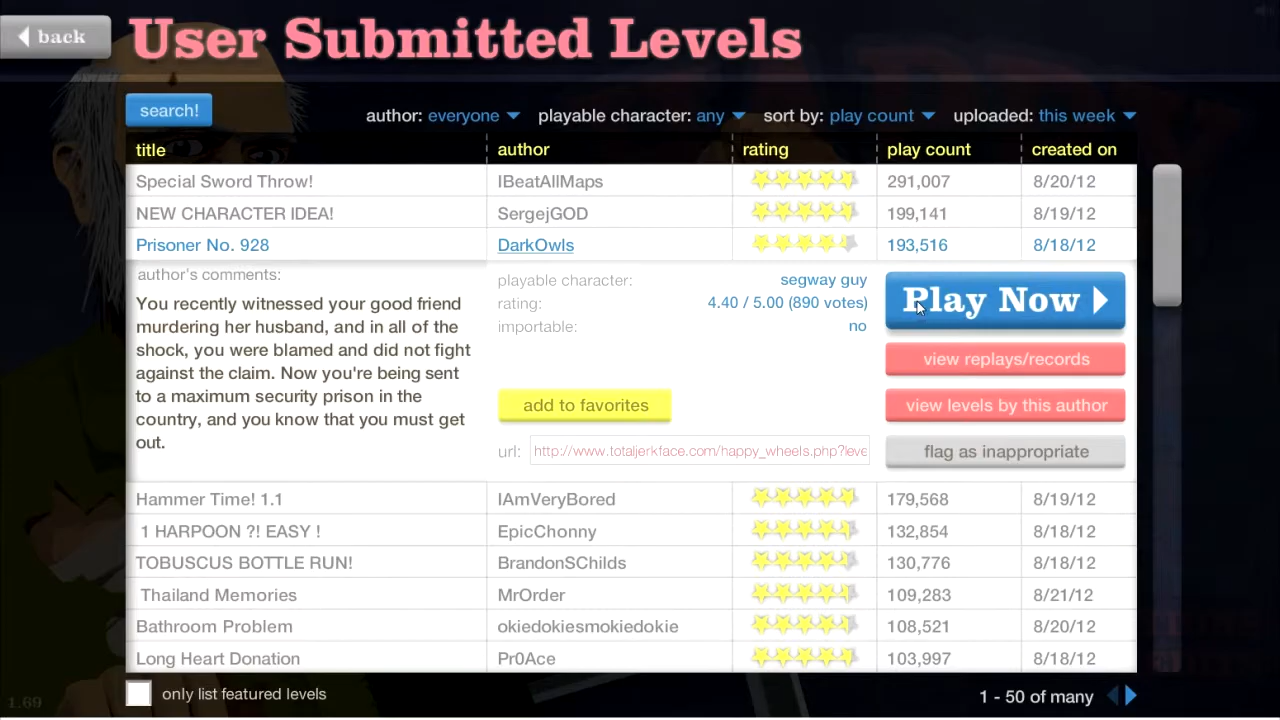 back
User Submitted Levels
search!
author: everyone playable character: any sort by: play count uploaded: this week
title author rating play count created on
Special Sword Throw! IBeatAllMaps 291,007 8/20/12
NEW CHARACTER IDEA! SergejGOD 199,141 8/19/12
Prisoner No. 928 DarkOwls 193,516 8/18/12
author's comments:
You recently witnessed your good friend
murdering her husband, and in all of the
shock, you were blamed and did not fight
against the claim. Now you're being sent
to a maximum security prison in the
country, and you know that you must get
out.
playable character: segway guy
rating: 4.40 / 5.00 (890 votes)
importable: no
add to favorites
url: http://www.totaljerkface.com/happy_wheels.php?leve
Play Now
view replays/records
view levels by this author
flag as inappropriate
Hammer Time! 1.1 IAmVeryBored 179,568 8/19/12
1 HARPOON ?! EASY ! EpicChonny 132,854 8/18/12
TOBUSCUS BOTTLE RUN! BrandonSChilds 130,776 8/18/12
Thailand Memories MrOrder 109,283 8/21/12
Bathroom Problem okiedokiesmokiedokie 108,521 8/20/12
Long Heart Donation Pr0Ace 103,997 8/18/12
only list featured levels 1 - 50 of many
1.69